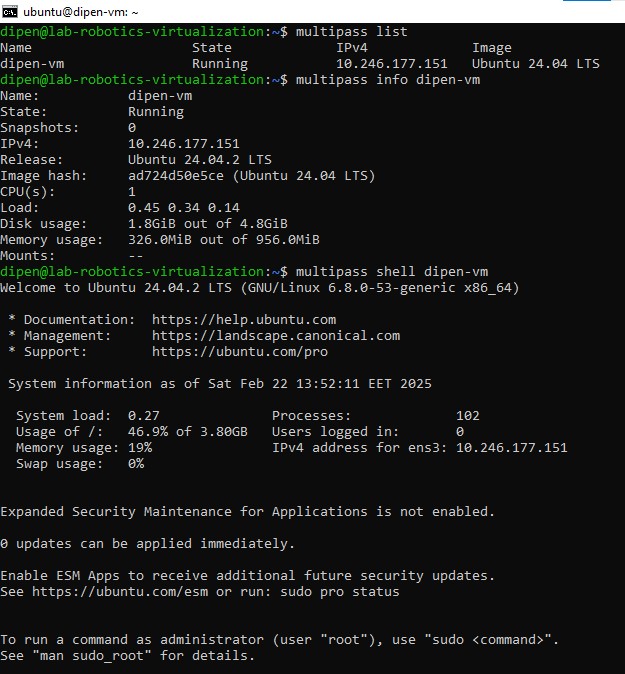 ubuntu@dipen-vm: ~
dipen@lab-robotics-virtualization:~$ multipass list
Name                    State             IPv4             Image
dipen-vm                Running           10.246.177.151   Ubuntu 24.04 LTS
dipen@lab-robotics-virtualization:~$ multipass info dipen-vm
Name:           dipen-vm
State:          Running
Snapshots:      0
IPv4:           10.246.177.151
Release:        Ubuntu 24.04.2 LTS
Image hash:     ad724d50e5ce (Ubuntu 24.04 LTS)
CPU(s):         1
Load:           0.45 0.34 0.14
Disk usage:     1.8GiB out of 4.8GiB
Memory usage:   326.0MiB out of 956.0MiB
Mounts:         --
dipen@lab-robotics-virtualization:~$ multipass shell dipen-vm
Welcome to Ubuntu 24.04.2 LTS (GNU/Linux 6.8.0-53-generic x86_64)

 * Documentation:  https://help.ubuntu.com
 * Management:     https://landscape.canonical.com
 * Support:        https://ubuntu.com/pro

 System information as of Sat Feb 22 13:52:11 EET 2025

  System load:  0.27              Processes:             102
  Usage of /:   46.9% of 3.80GB   Users logged in:       0
  Memory usage: 19%               IPv4 address for ens3: 10.246.177.151
  Swap usage:   0%

Expanded Security Maintenance for Applications is not enabled.

0 updates can be applied immediately.

Enable ESM Apps to receive additional future security updates.
See https://ubuntu.com/esm or run: sudo pro status

To run a command as administrator (user "root"), use "sudo <command>".
See "man sudo_root" for details.